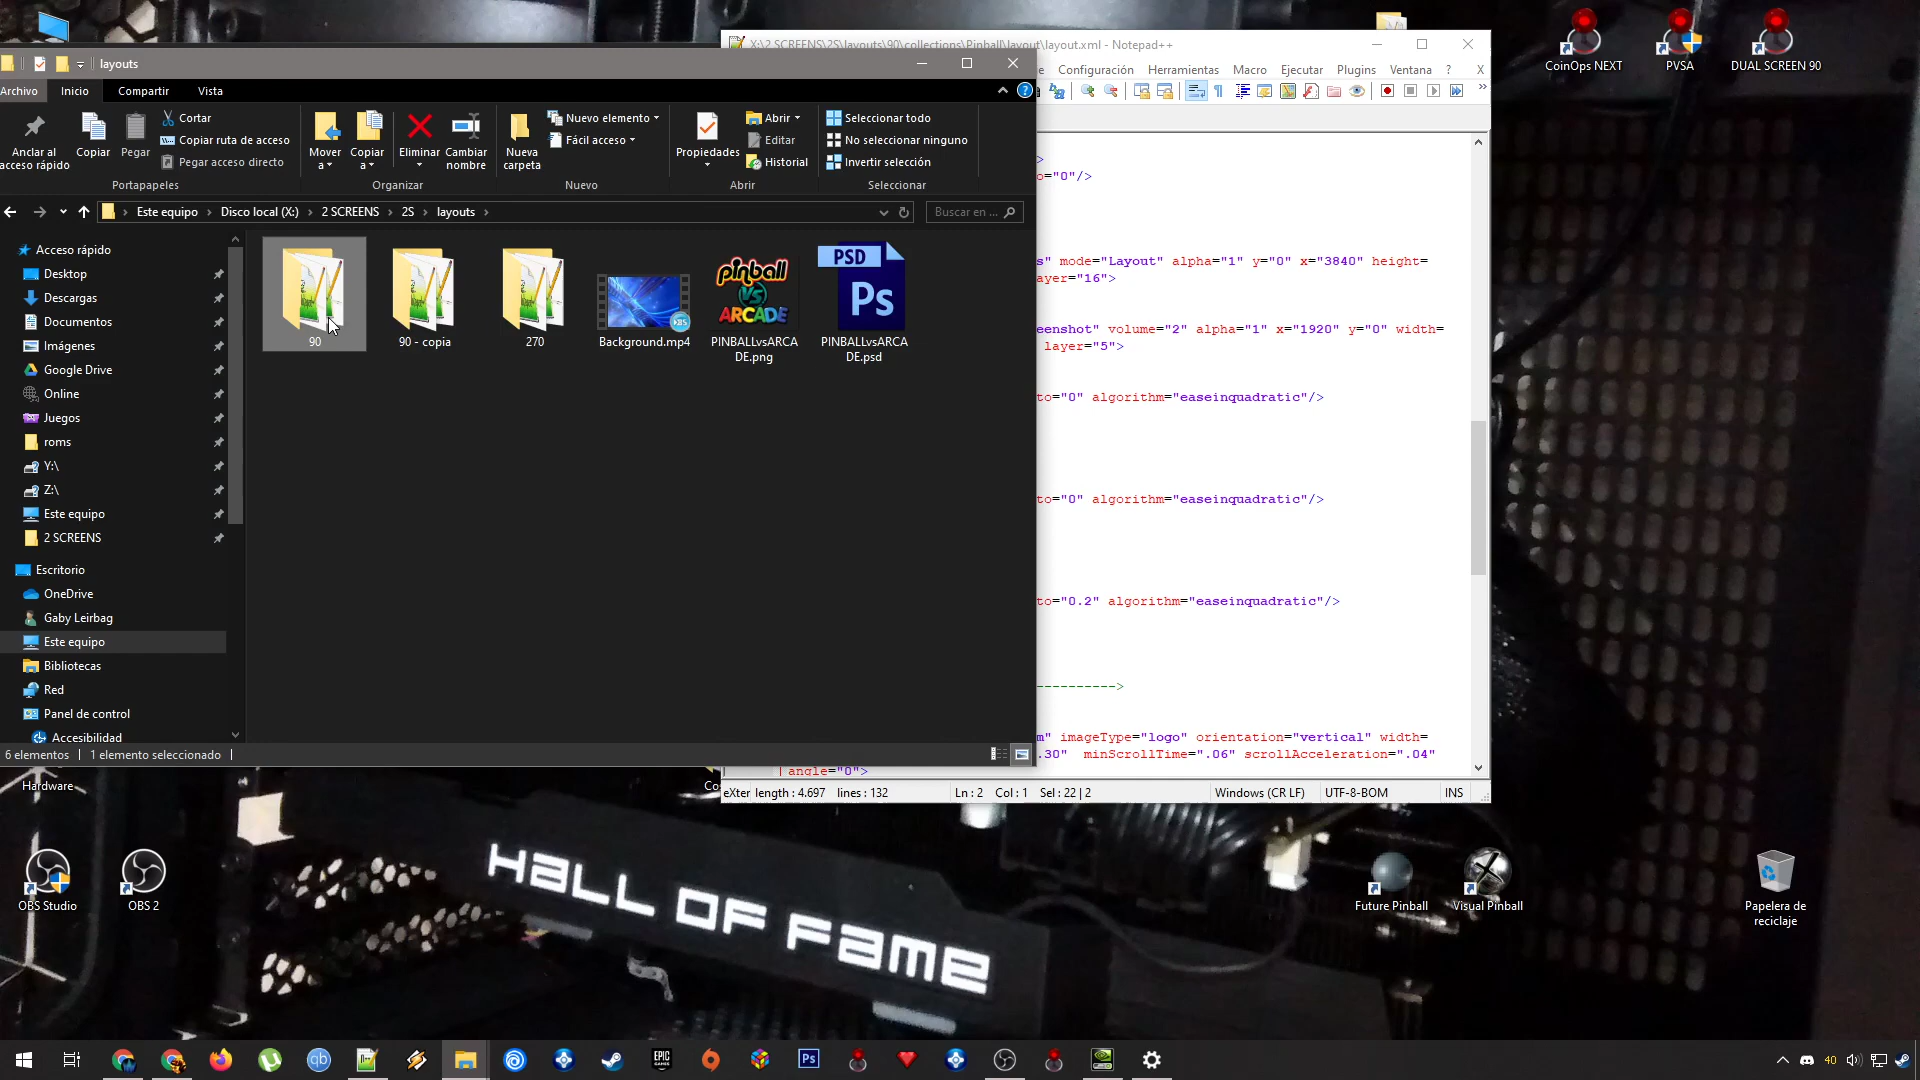 CoinOps NEXT
PVSA
DUAL SCREEN 90
layouts
Archivo
Inicio
Compartir
Vista
Anclar al
acceso rápido
Copiar
Pegar
Cortar
Copiar ruta de acceso
Pegar acceso directo
Portapapeles
Mover
a
Copiar
a
Eliminar
Cambiar
nombre
Organizar
Nueva
carpeta
Nuevo elemento
Fácil acceso
Nuevo
Propiedades
Abrir
Editar
Historial
Abrir
Seleccionar todo
No seleccionar ninguno
Invertir selección
Seleccionar
Este equipo
Disco local (X:)
2 SCREENS
2S
layouts
Buscar en ...
Acceso rápido
Desktop
Descargas
Documentos
Imágenes
Google Drive
Online
Juegos
roms
Y:\
Z:\
Este equipo
2 SCREENS
Escritorio
OneDrive
Gaby Leirbag
Este equipo
Bibliotecas
Red
Panel de control
Accesibilidad
90
90 - copia
270
Background.mp4
Pinball
VS
ARCADE
PINBALLvsARCA
DE.png
PSD
Ps
PINBALLvsARCA
DE.psd
6 elementos
1 elemento seleccionado
X:\2 SCREENS\2S\layouts\90\collections\Pinball\layout\layout.xml - Notepad++
Configuración
Herramientas
Macro
Ejecutar
Plugins
Ventana
?
X
>
o="0"/>
s" mode="Layout" alpha="1" y="0" x="3840" height=
ayer="16">
eenshot" volume="2" alpha="1" x="1920" y="0" width=
layer="5">
to="0" algorithm="easeinquadratic"/>
to="0" algorithm="easeinquadratic"/>
to="0.2" algorithm="easeinquadratic"/>
---------->
m" imageType="logo" orientation="vertical" width=
.30" minScrollTime=".06" scrollAcceleration=".04"
angle="0">
eXter
length : 4.697 lines : 132
Ln : 2 Col : 1 Sel : 22 | 2
Windows (CR LF)
UTF-8-BOM
INS
Hardware
Co
HALL OF FAME
OBS Studio
OBS 2
Future Pinball
Visual Pinball
Papelera de
reciclaje
EPIC
GAMES
qb
Ps
40